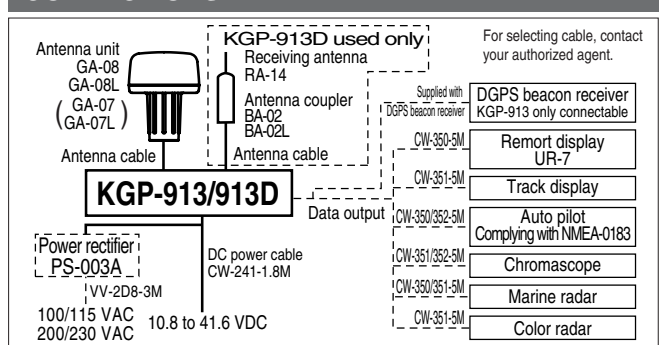 Antenna unit
GA-08
GA-08L
(GA-07
GA-07L)
Antenna cable
KGP-913D used only
Receiving antenna
RA-14
Antenna coupler
BA-02
BA-02L
Antenna cable
For selecting cable, contact
your authorized agent.
KGP-913/913D
Data output
Supplied with
DGPS beacon receiver
DGPS beacon receiver
KGP-913 only connectable
CW-350-5M
Remort display
UR-7
CW-351-5M
Track display
CW-350/352-5M
Auto pilot
Complying with NMEA-0183
CW-351/352-5M
Chromascope
CW-350/351-5M
Marine radar
CW-351-5M
Color radar
Power rectifier
PS-003A
VV-2D8-3M
100/115 VAC
200/230 VAC
DC power cable
CW-241-1.8M
10.8 to 41.6 VDC